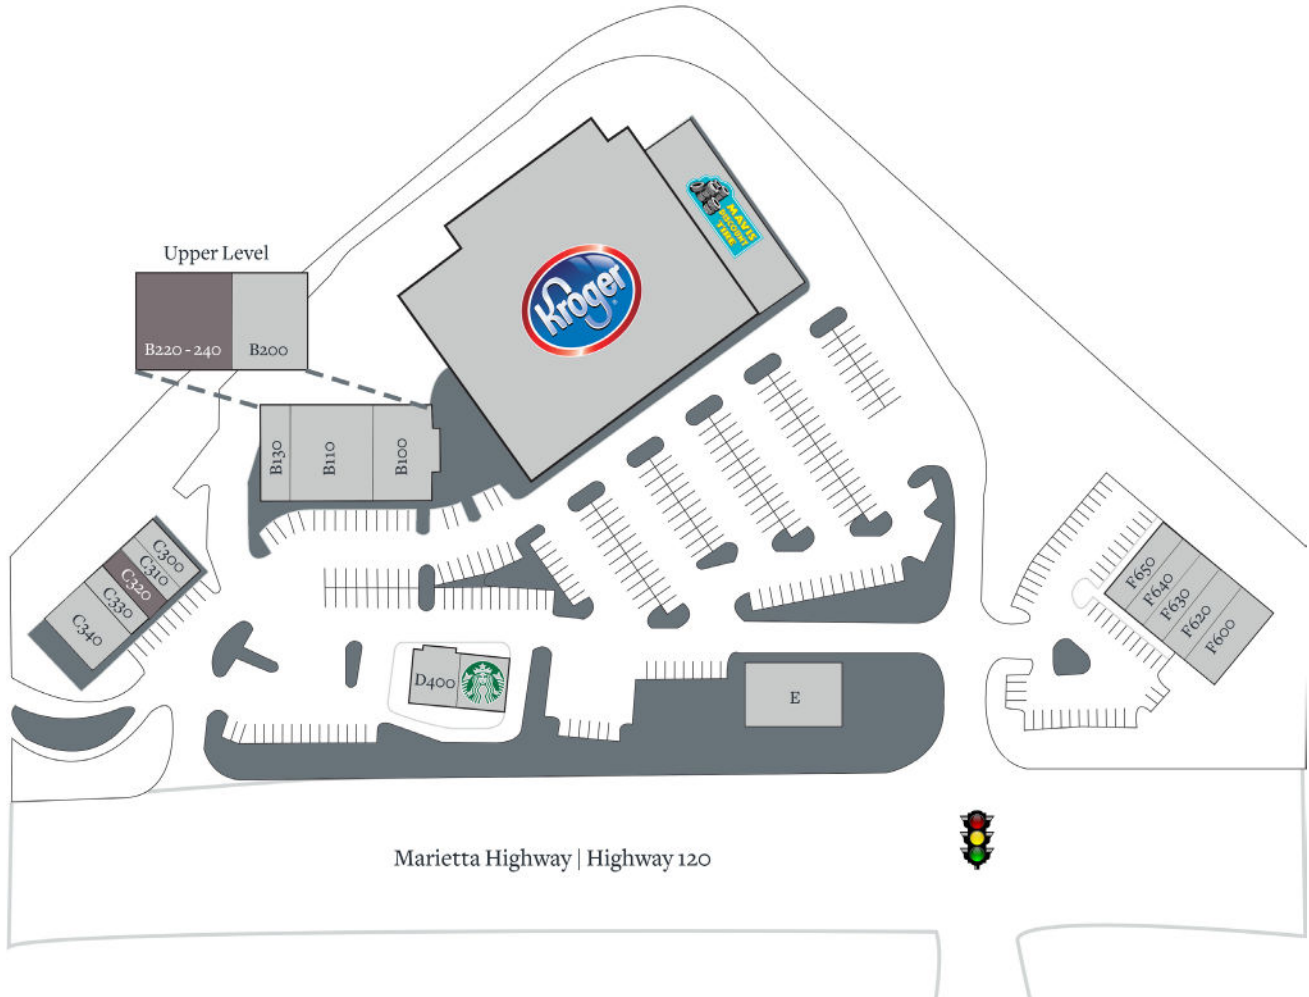 MAVIS
DISCOUNT
TIRE
Kroger
Upper Level
B220 - 240
B200
B130
B110
B100
C300
C310
C320
C330
C340
F650
F640
F630
F620
F600
D400
E
Marietta Highway | Highway 120